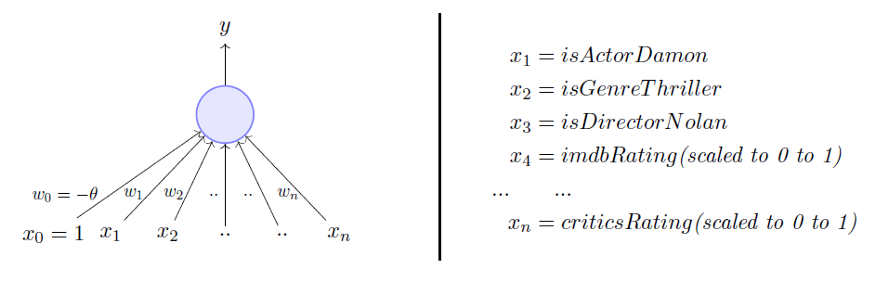 y
w₀ = −θ w₁ w₂ .. .. wₙ
x₀ = 1 x₁ x₂ .. .. xₙ
x₁ = isActorDamon
x₂ = isGenreThriller
x₃ = isDirectorNolan
x₄ = imdbRating(scaled to 0 to 1)
... ...
xₙ = criticsRating(scaled to 0 to 1)